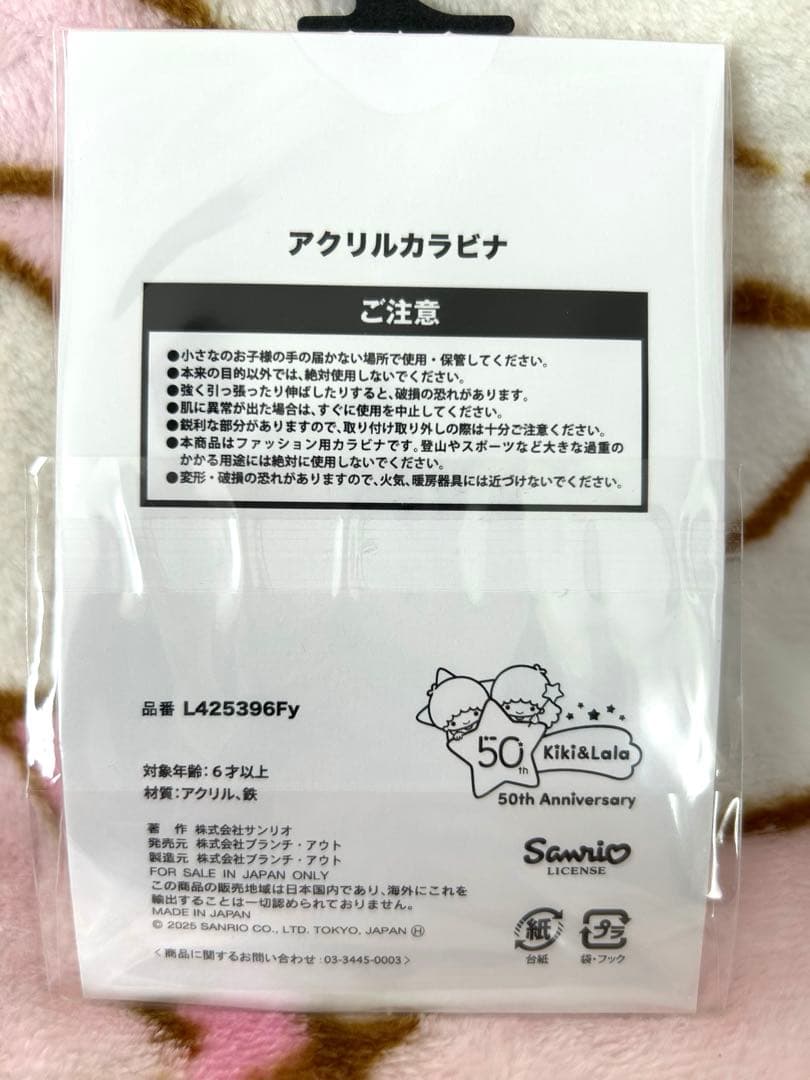 アクリルカラビナ
ご注意
●小さなのお子様の手の届かない場所で使用・保管してください。
●本来の目的以外では、絶対使用しないでください。
●強く引っ張ったり伸ばしたりすると、破損の恐れがあります。
●肌に異常が出た場合は、すぐに使用を中止してください。
●鋭利な部分がありますので、取り付け取り外しの際は十分ご注意ください。
●本商品はファッション用カラビナです。登山やスポーツなど大きな過重の
かかる用途には絶対に使用しないでください。
●変形・破損の恐れがありますので、火気、暖房器具には近づけないでください。
品番 L425396Fy
50th
Kiki&Lala
50th Anniversary
対象年齢：6才以上
材質：アクリル、鉄
著 作 株式会社サンリオ
発売元 株式会社ブランチ・アウト
製造元 株式会社ブランチ・アウト
FOR SALE IN JAPAN ONLY
この商品の販売地域は日本国内であり、海外にこれを
輸出することは一切認められておりません。
MADE IN JAPAN
© 2025 SANRIO CO., LTD. TOKYO, JAPAN Ⓗ
＜商品に関するお問い合わせ：03-3445-0003＞
Sanrio
LICENSE
紙
台紙
プラ
袋・フック